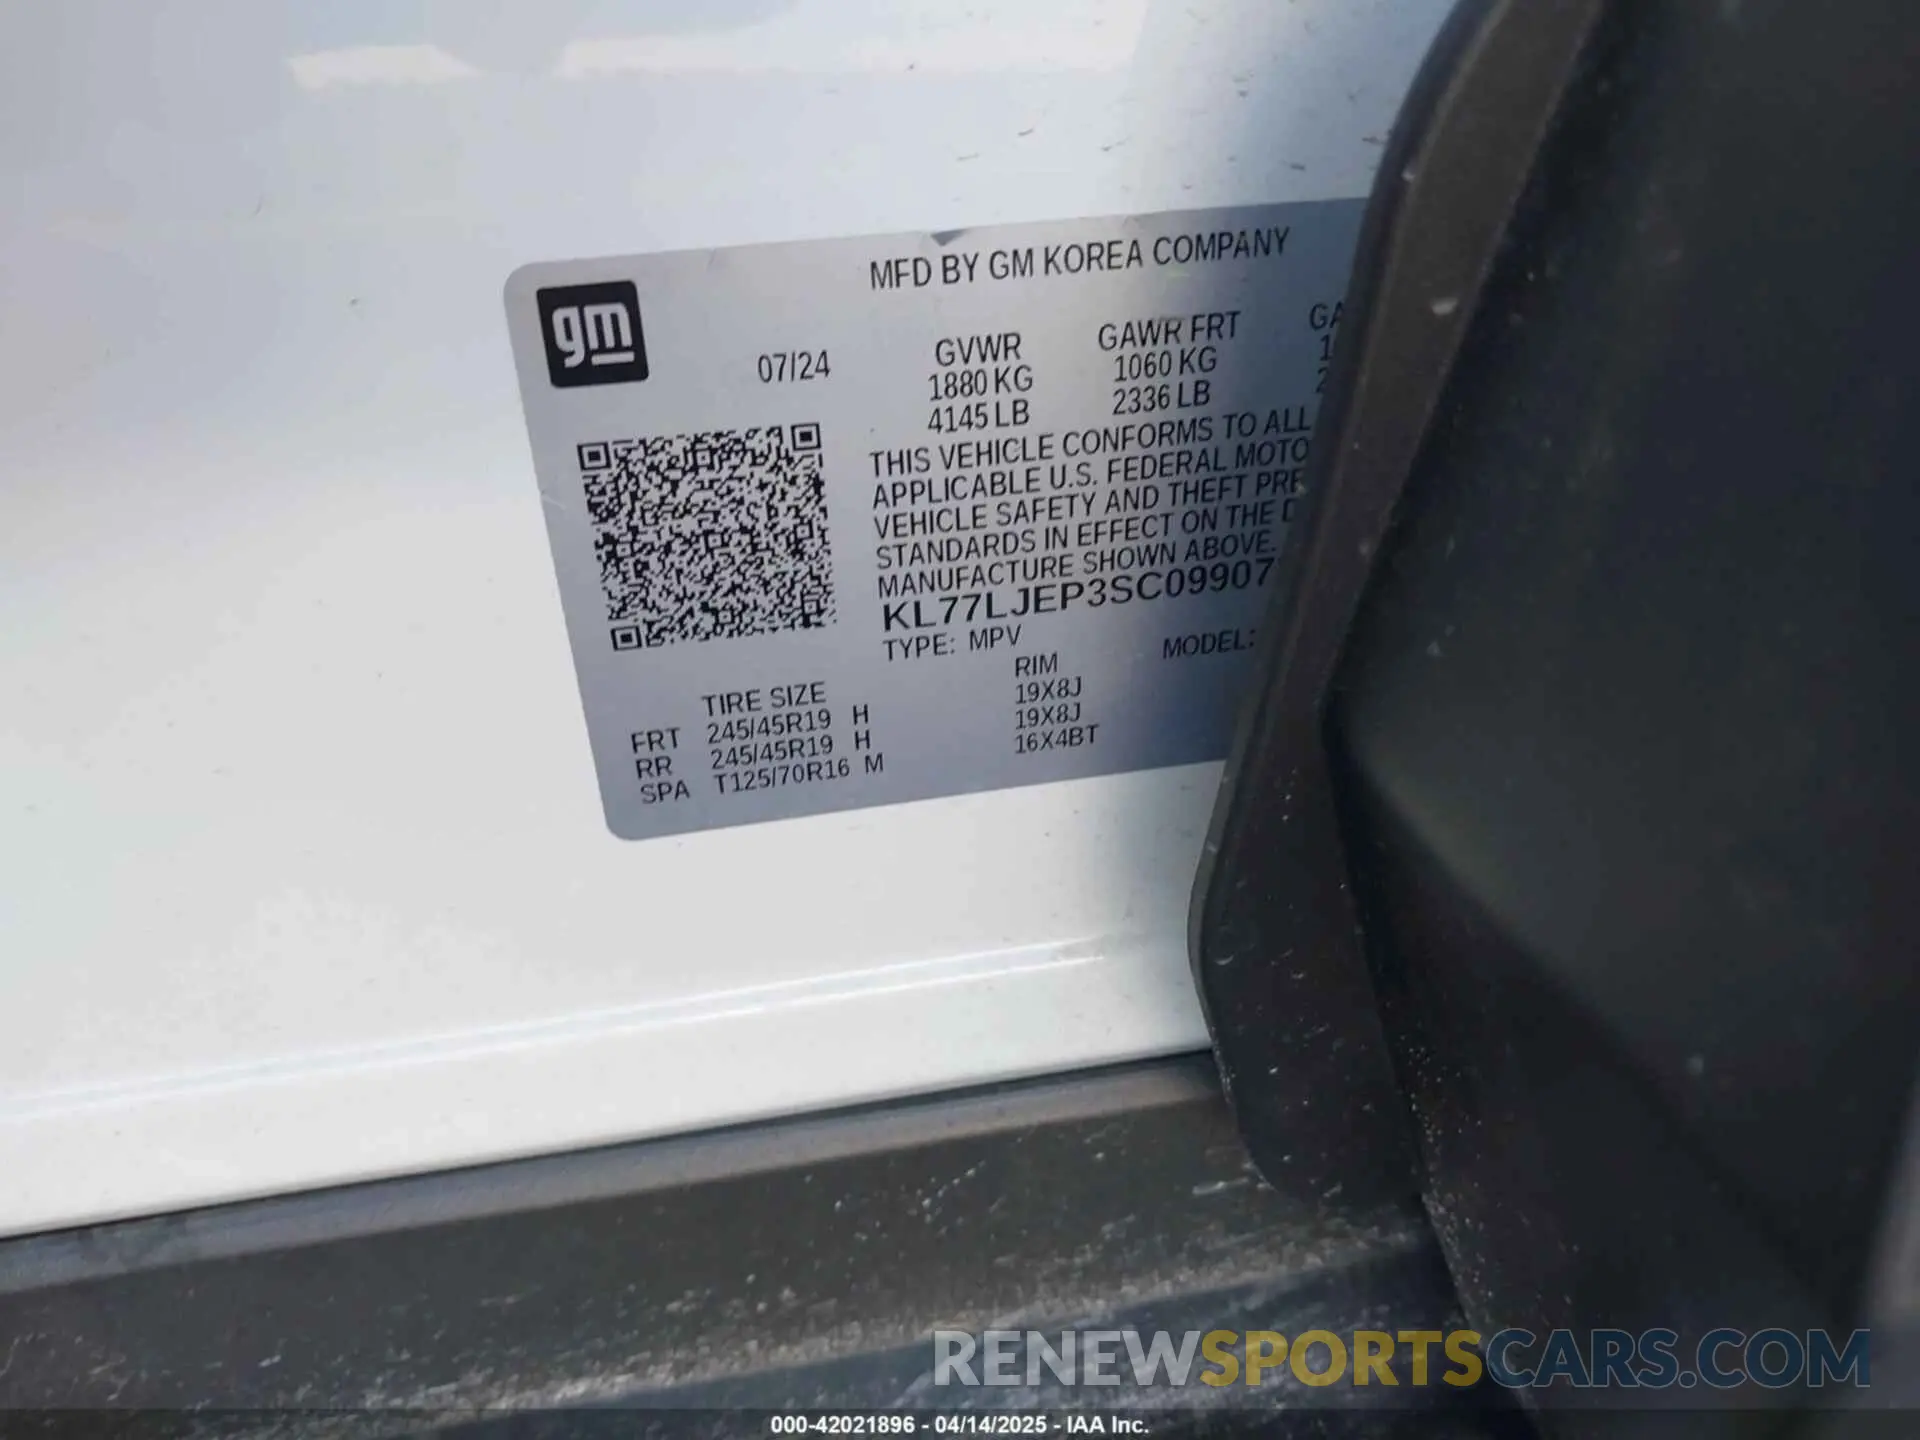 MFD BY GM KOREA COMPANY
gm
07/24
GVWR GAWR FRT
1880 KG 1060 KG
4145 LB 2336 LB
THIS VEHICLE CONFORMS TO ALL
APPLICABLE U.S. FEDERAL MOTO
VEHICLE SAFETY AND THEFT PRE
STANDARDS IN EFFECT ON THE D
MANUFACTURE SHOWN ABOVE.
KL77LJEP3SC09907
TYPE: MPV MODEL:
TIRE SIZE RIM
FRT 245/45R19 H 19X8J
RR 245/45R19 H 19X8J
SPA T125/70R16 M 16X4BT
RENEWSPORTSCARS.COM
000-42021896 - 04/14/2025 - IAA Inc.